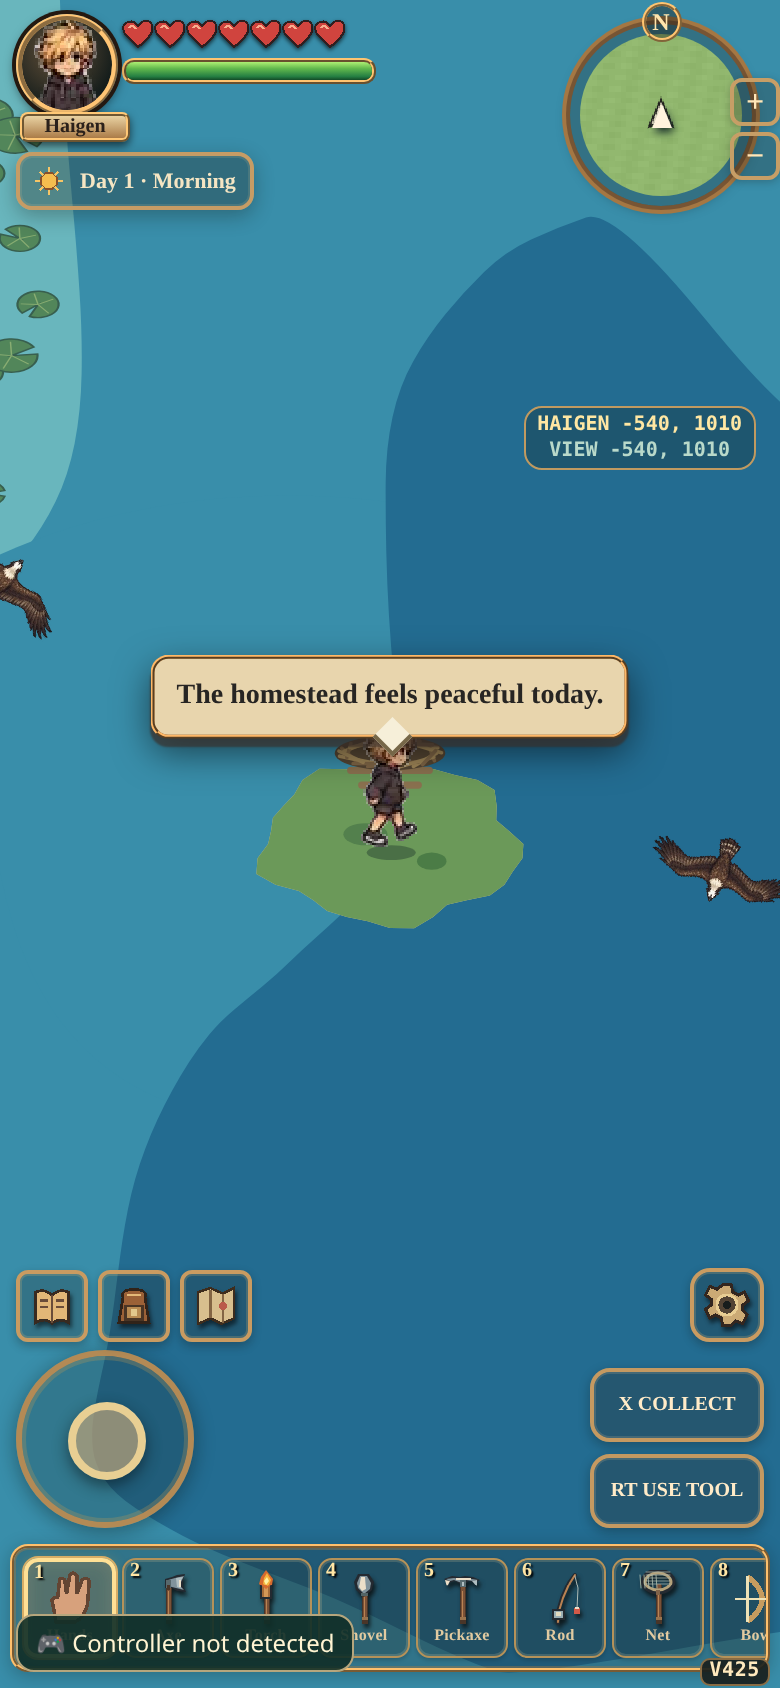 N
Haigen
+
−
Day 1 · Morning
HAIGEN -540, 1010
VIEW -540, 1010
The homestead feels peaceful today.
X COLLECT
RT USE TOOL
1
2
3
4
5
6
7
8
Pickaxe
Rod
Net
🎮 Controller not detected
V425